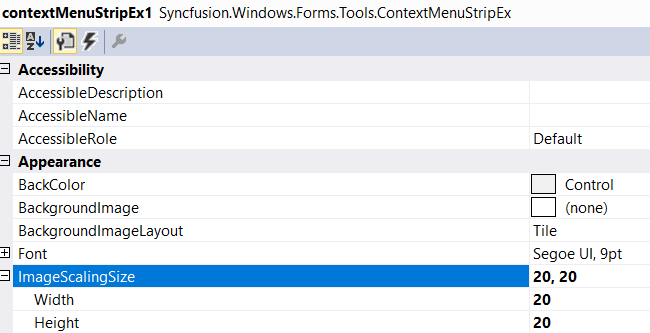 contextMenuStripEx1 Syncfusion.Windows.Forms.Tools.ContextMenuStripEx
Accessibility
AccessibleDescription
AccessibleName
AccessibleRole Default
Appearance
BackColor Control
BackgroundImage (none)
BackgroundImageLayout Tile
Font Segoe UI, 9pt
ImageScalingSize 20, 20
Width 20
Height 20